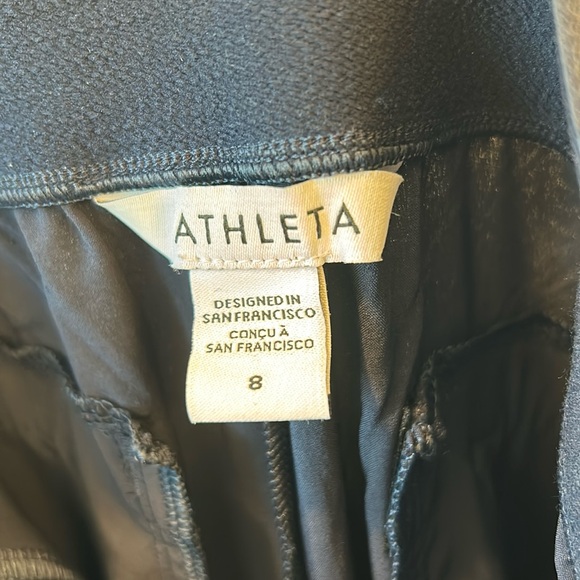 ATHLETA
DESIGNED IN
SAN FRANCISCO
CONÇU À
SAN FRANCISCO
8